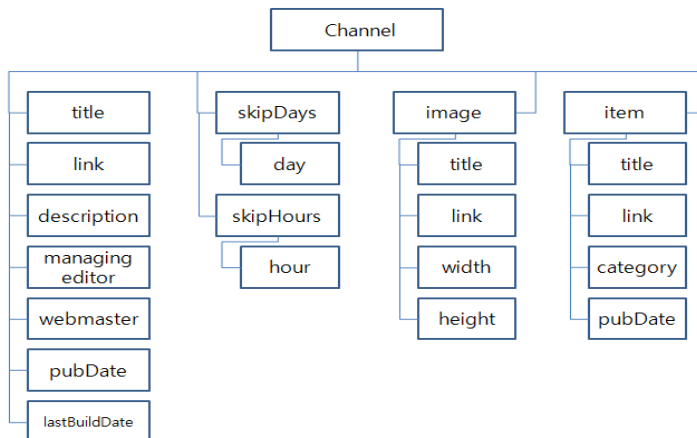 Channel
title
link
description
managing
editor
webmaster
pubDate
lastBuildDate
skipDays
day
skipHours
hour
image
title
link
width
height
item
title
link
category
pubDate